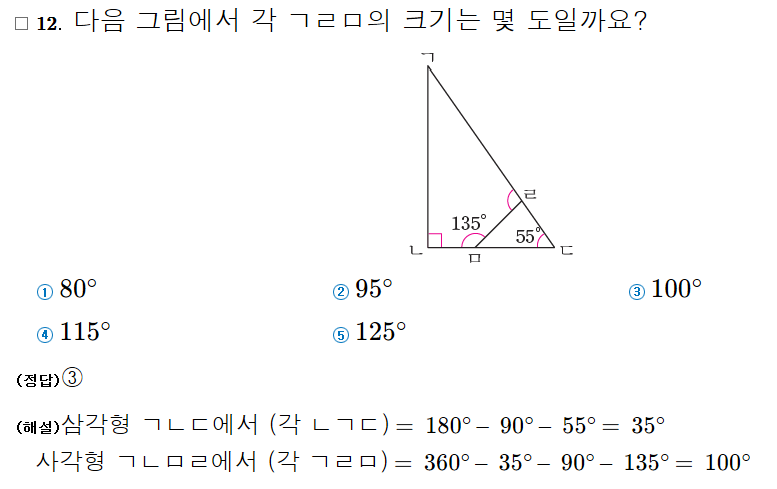 □ 12. 다음 그림에서 각 ㄱㄹㅁ의 크기는 몇 도일까요?
ㄱ
ㄹ
135°
55°
ㄴ
ㅁ
ㄷ
① 80° ② 95° ③ 100°
④ 115° ⑤ 125°
(정답)③
(해설)삼각형 ㄱㄴㄷ에서 (각 ㄴㄱㄷ) = 180° − 90° − 55° = 35°
사각형 ㄱㄴㅁㄹ에서 (각 ㄱㄹㅁ) = 360° − 35° − 90° − 135° = 100°